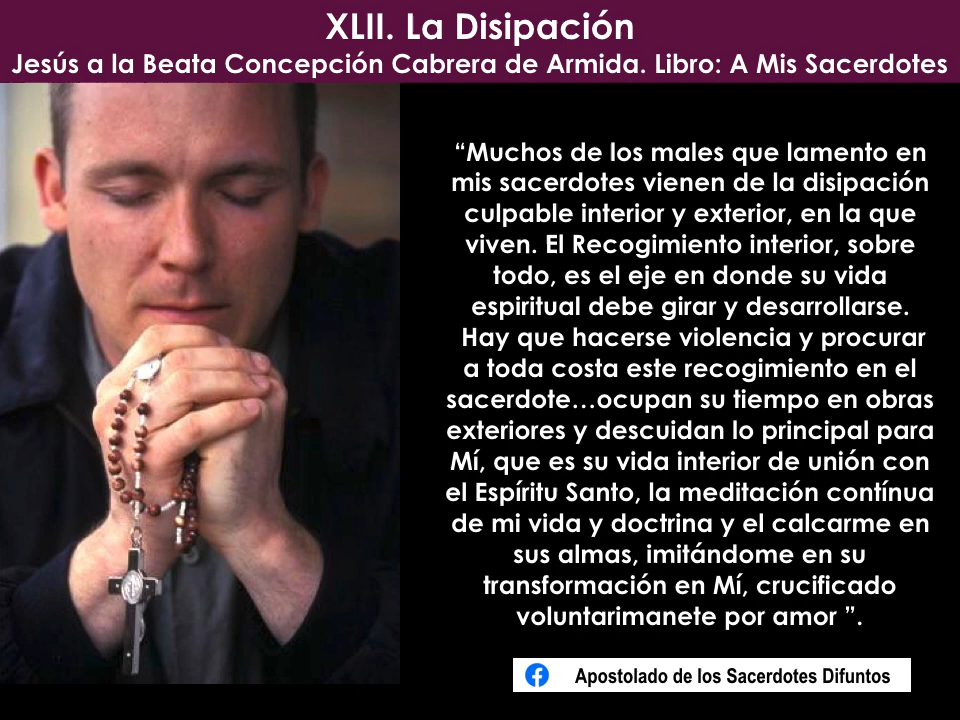 XLII. La Disipación
Jesús a la Beata Concepción Cabrera de Armida. Libro: A Mis Sacerdotes
“Muchos de los males que lamento en
mis sacerdotes vienen de la disipación
culpable interior y exterior, en la que
viven. El Recogimiento interior, sobre
todo, es el eje en donde su vida
espiritual debe girar y desarrollarse.
Hay que hacerse violencia y procurar
a toda costa este recogimiento en el
sacerdote…ocupan su tiempo en obras
exteriores y descuidan lo principal para
Mí, que es su vida interior de unión con
el Espíritu Santo, la meditación contínua
de mi vida y doctrina y el calcarme en
sus almas, imitándome en su
transformación en Mí, crucificado
voluntarimanete por amor ”.
Apostolado de los Sacerdotes Difuntos